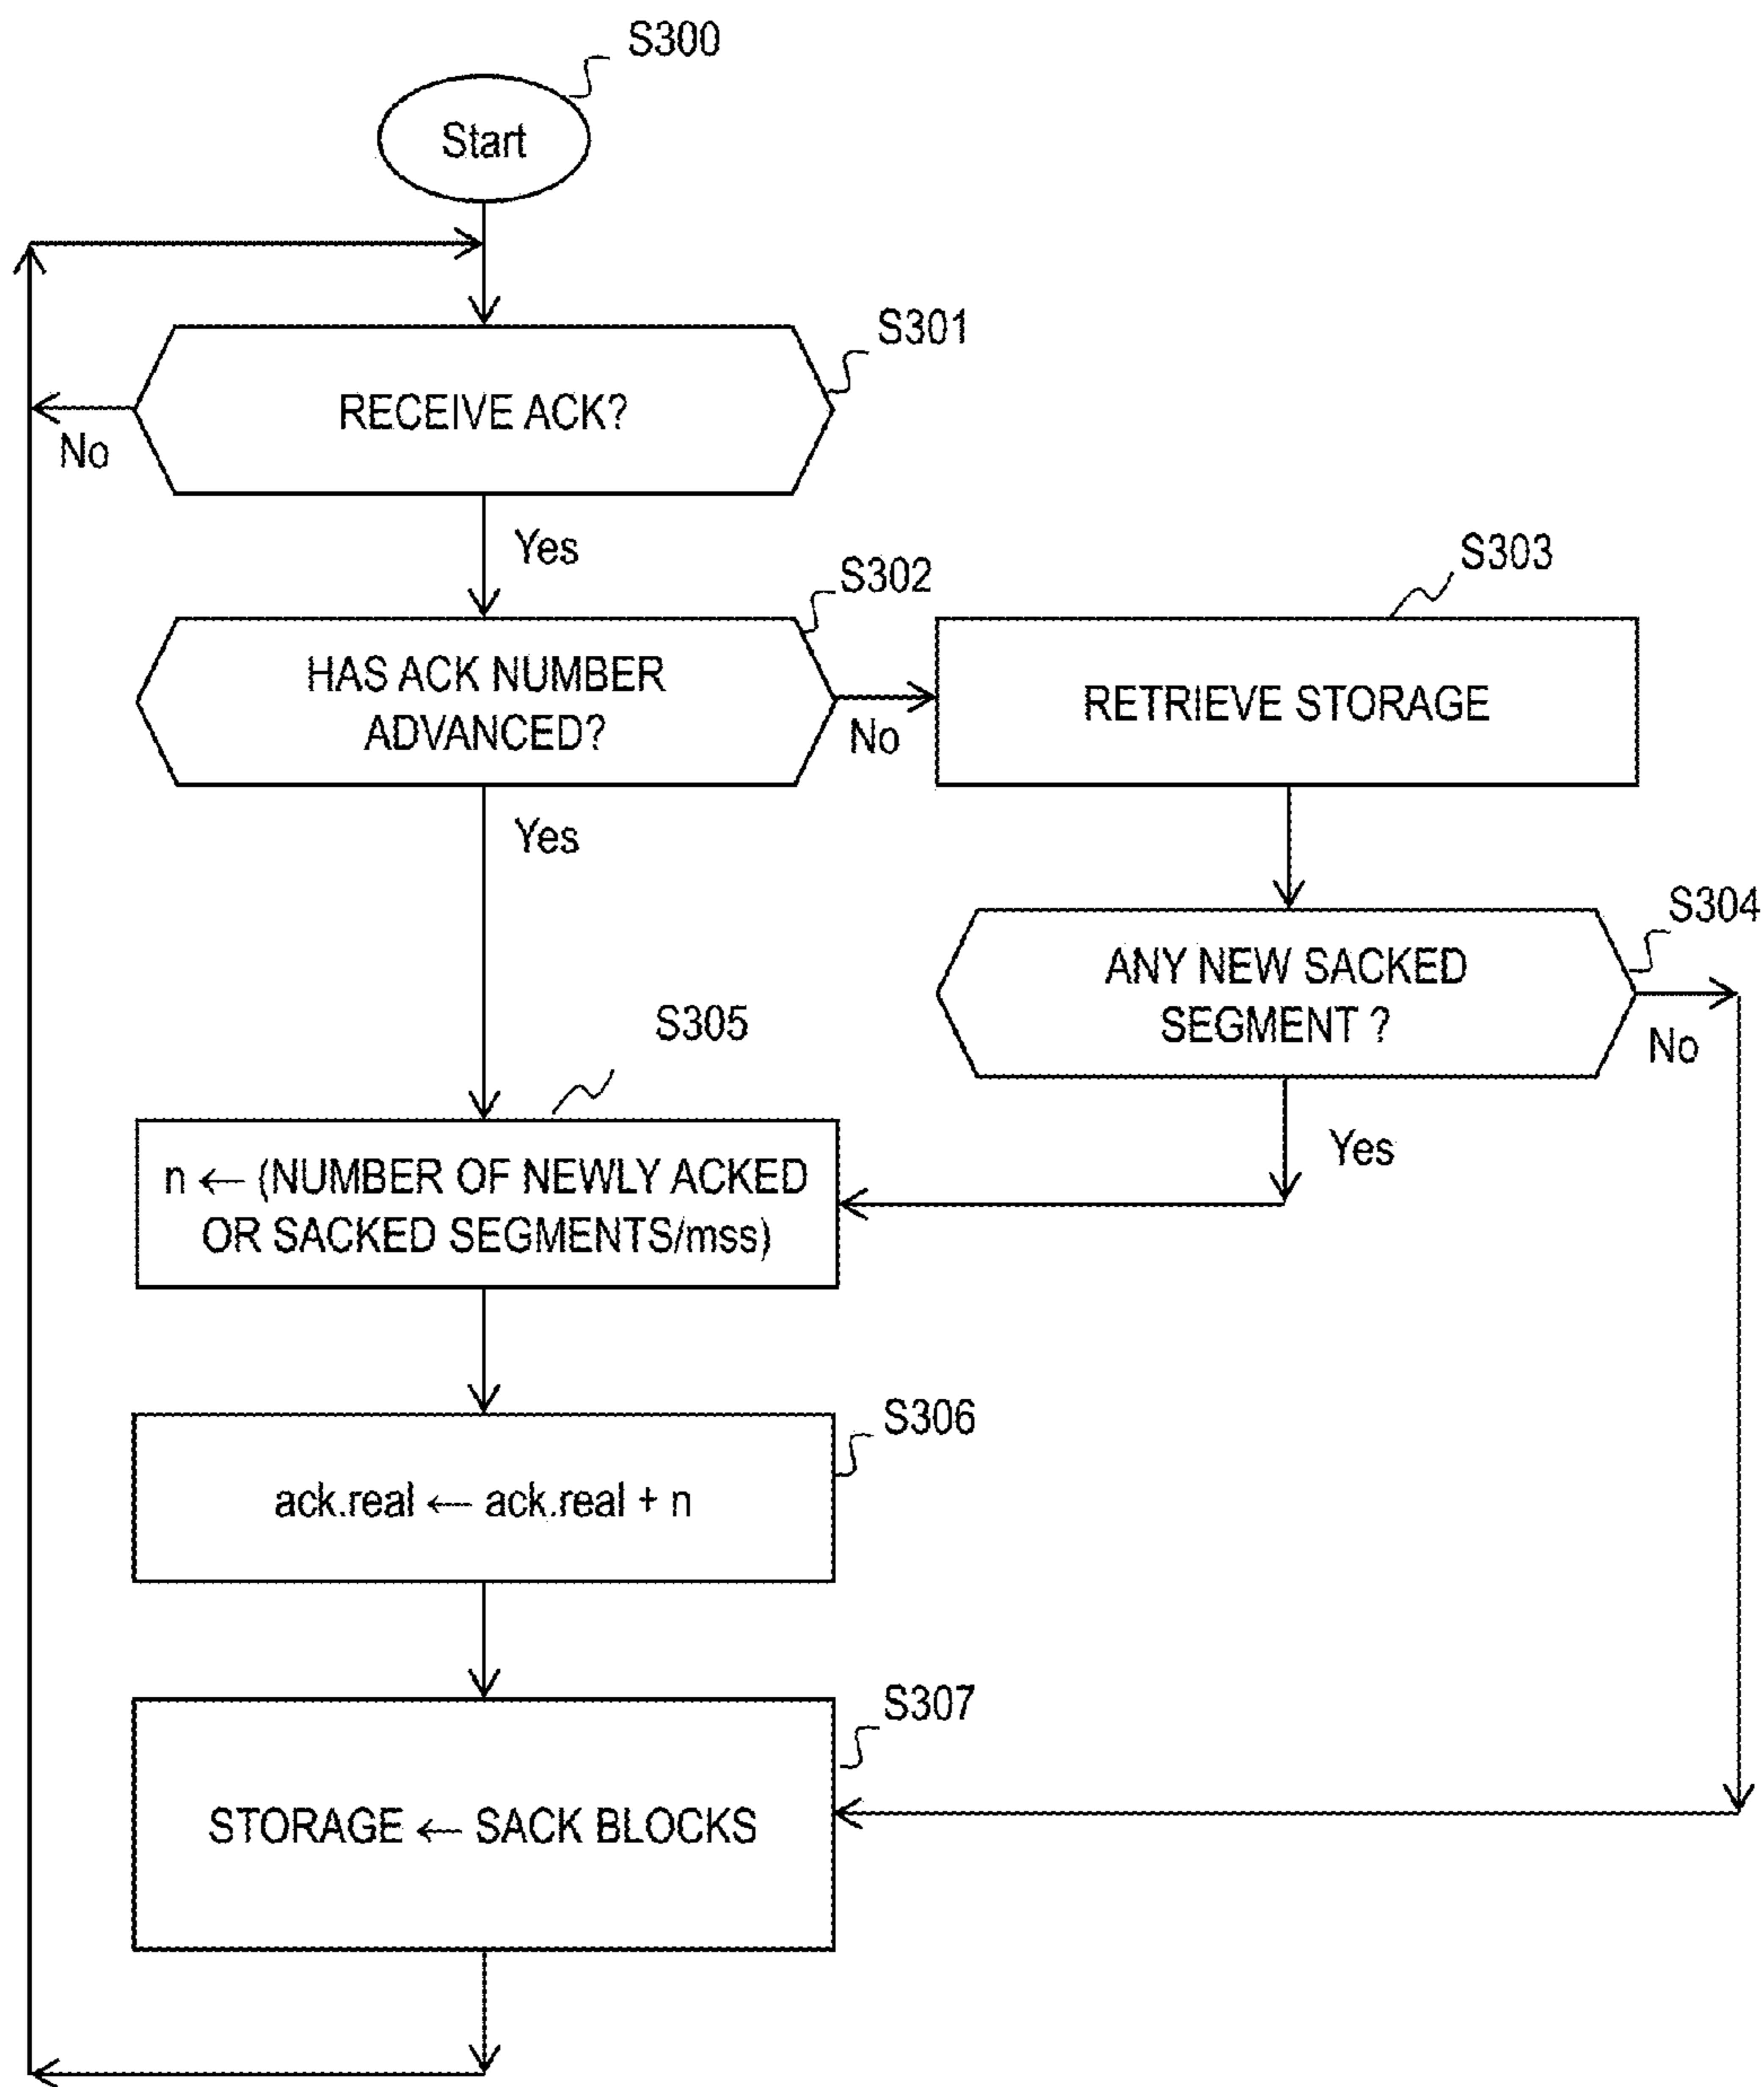 S300
Start
S301
RECEIVE ACK?
No
Yes
S302
HAS ACK NUMBER
ADVANCED?
No
Yes
S303
RETRIEVE STORAGE
S304
ANY NEW SACKED
SEGMENT ?
No
Yes
S305
n ← (NUMBER OF NEWLY ACKED
OR SACKED SEGMENTS/mss)
S306
ack.real ← ack.real + n
S307
STORAGE ← SACK BLOCKS